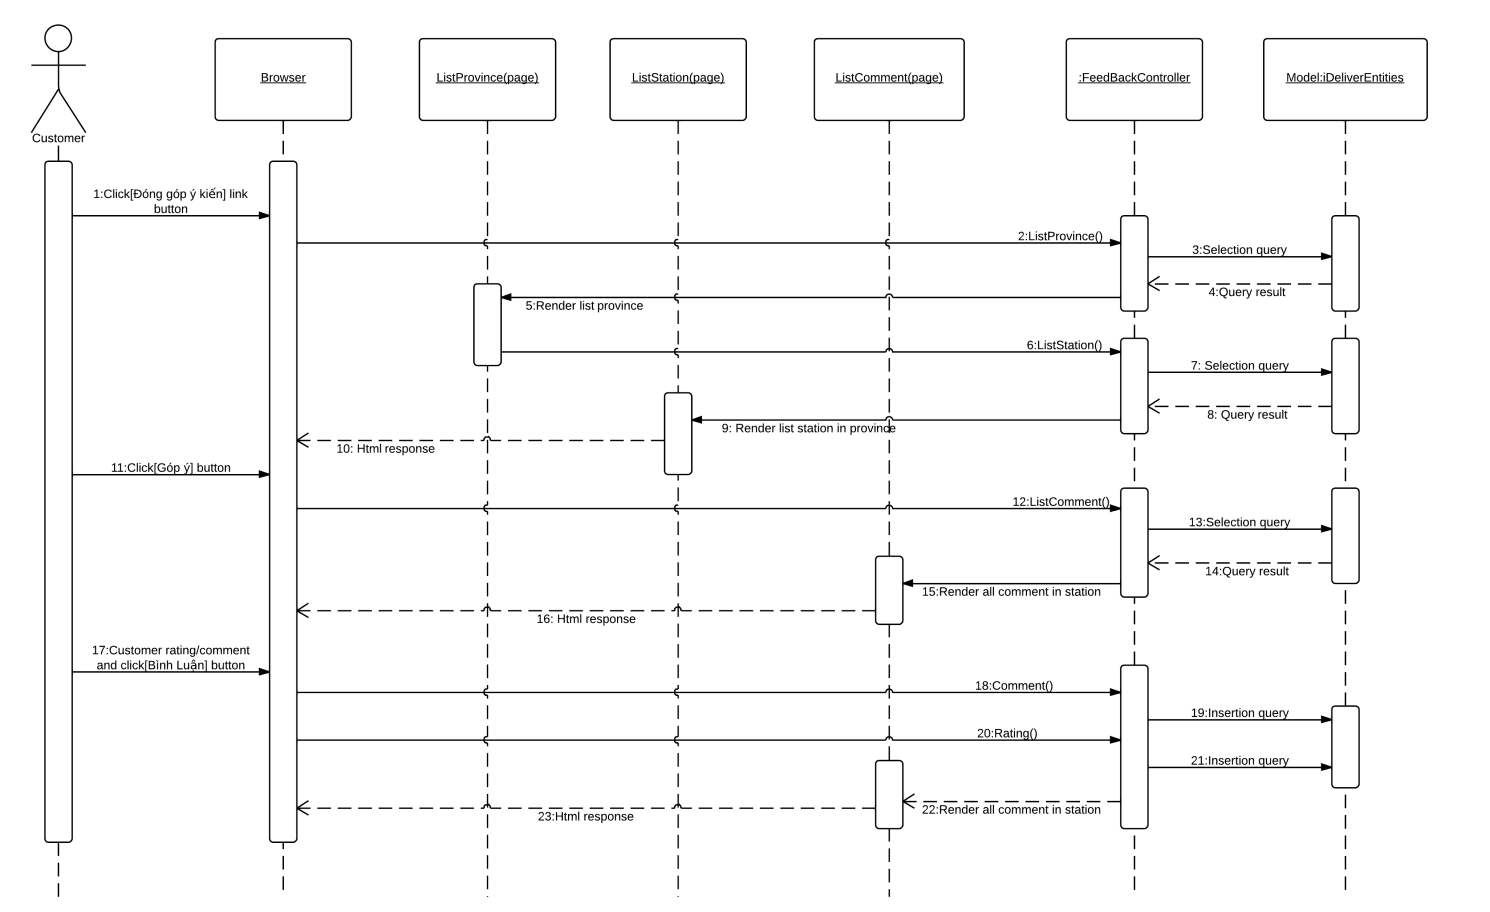 Customer
Browser
ListProvince(page)
ListStation(page)
ListComment(page)
:FeedBackController
Model:iDeliverEntities
1:Click[Đóng góp ý kiến] link
button
2:ListProvince()
3:Selection query
4:Query result
5:Render list province
6:ListStation()
7: Selection query
8: Query result
9: Render list station in province
10: Html response
11:Click[Góp ý] button
12:ListComment()
13:Selection query
14:Query result
15:Render all comment in station
16: Html response
17:Customer rating/comment
and click[Bình Luận] button
18:Comment()
19:Insertion query
20:Rating()
21:Insertion query
22:Render all comment in station
23:Html response